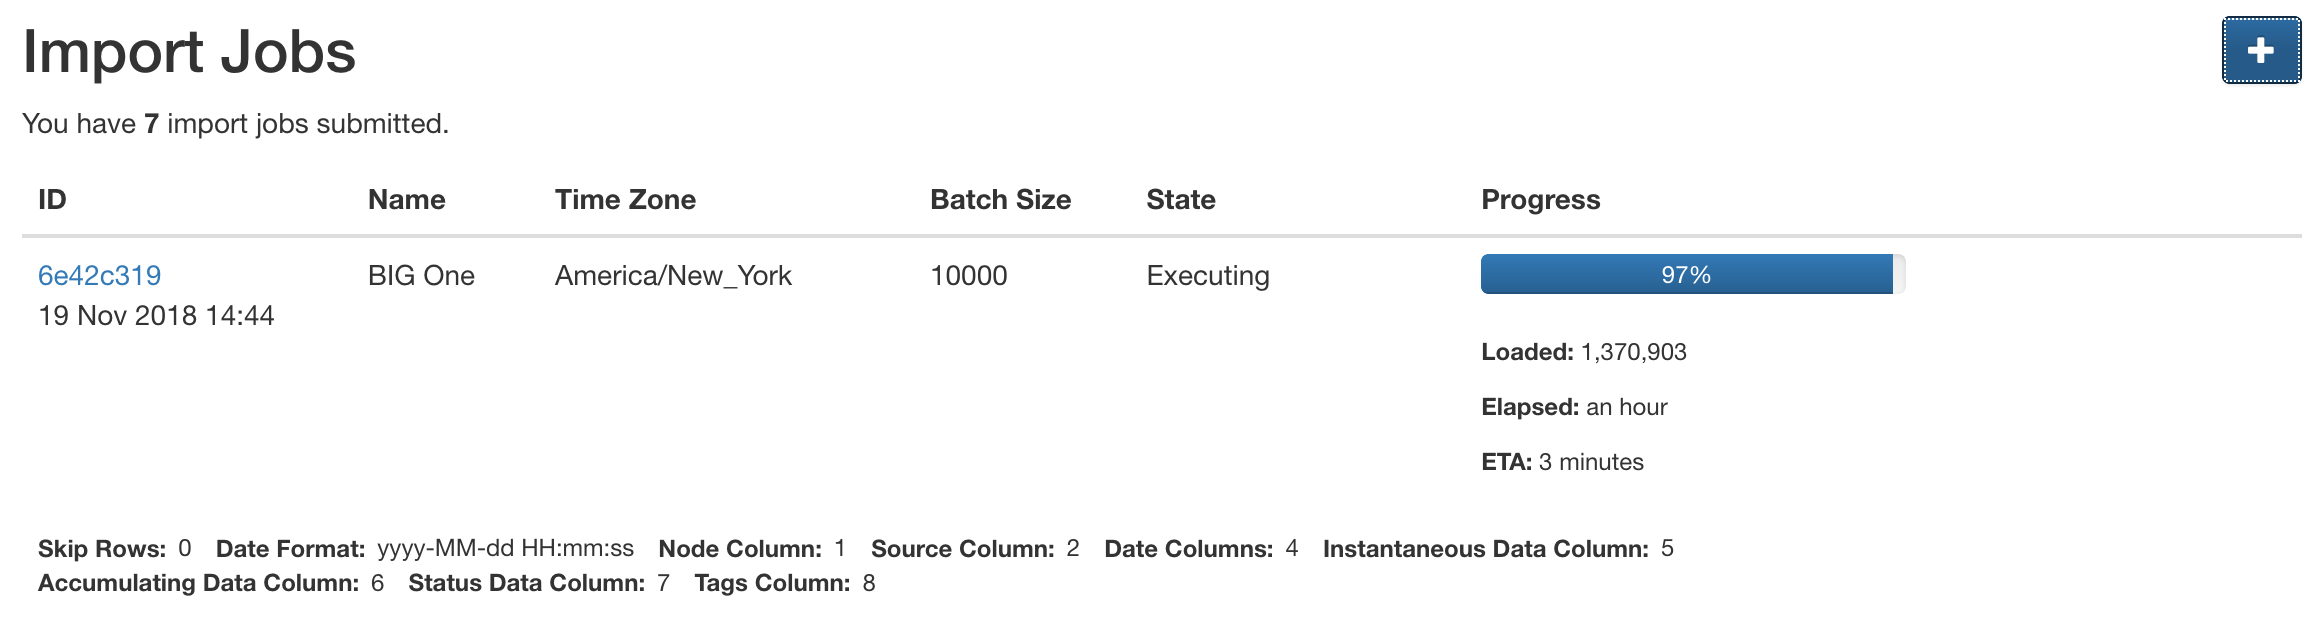 Import Jobs
You have 7 import jobs submitted.
ID Name Time Zone Batch Size State Progress
6e42c319 BIG One America/New_York 10000 Executing 97%
19 Nov 2018 14:44
Loaded: 1,370,903
Elapsed: an hour
ETA: 3 minutes
Skip Rows: 0 Date Format: yyyy-MM-dd HH:mm:ss Node Column: 1 Source Column: 2 Date Columns: 4 Instantaneous Data Column: 5
Accumulating Data Column: 6 Status Data Column: 7 Tags Column: 8